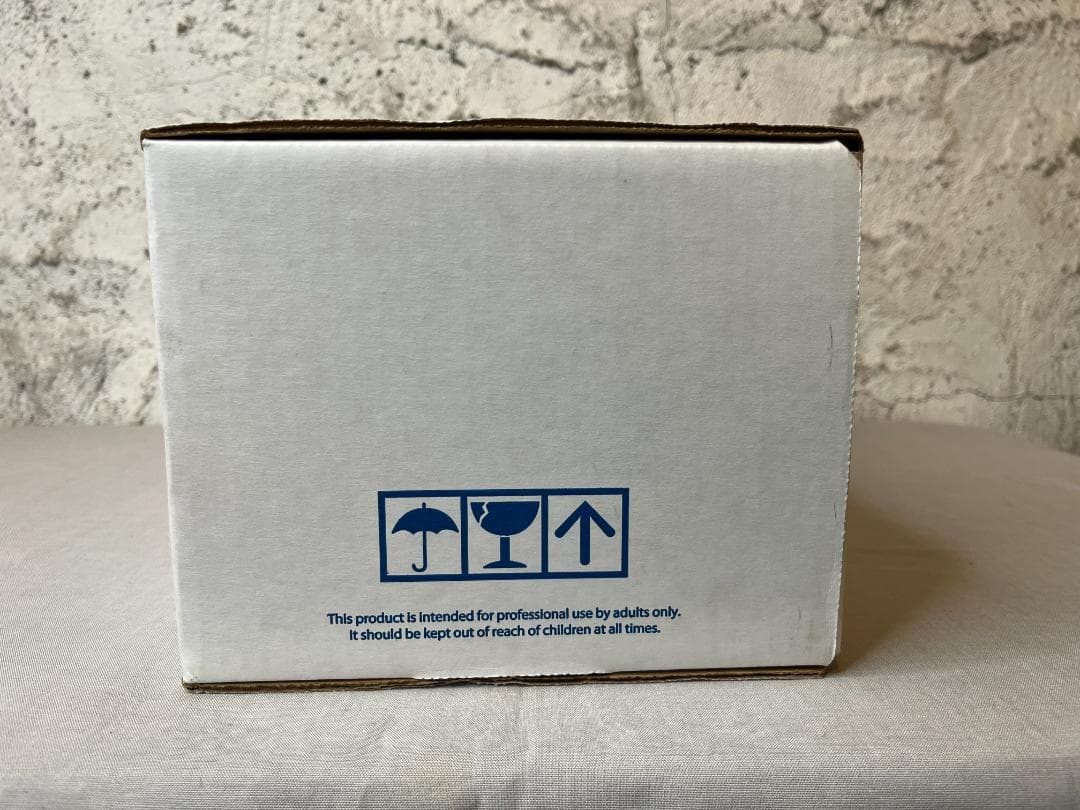 This product is intended for professional use by adults only.
It should be kept out of reach of children at all times.